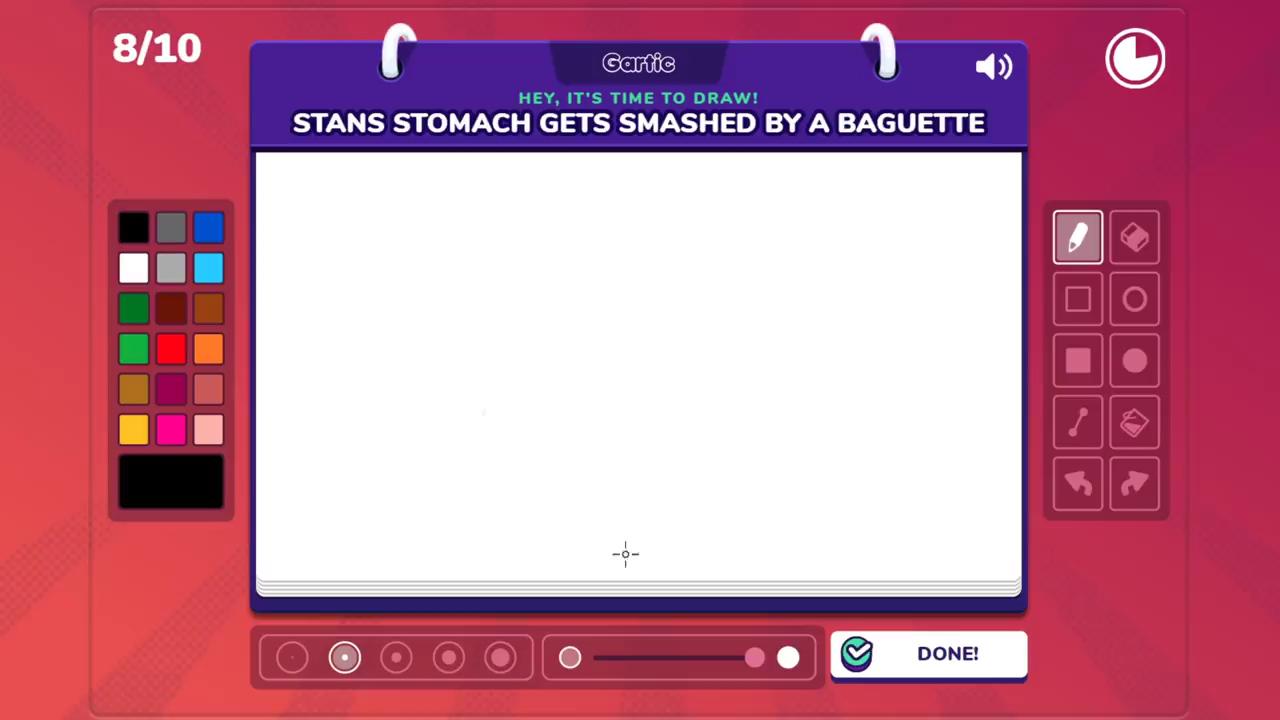 8/10
Gartic
HEY, IT'S TIME TO DRAW!
STANS STOMACH GETS SMASHED BY A BAGUETTE
DONE!